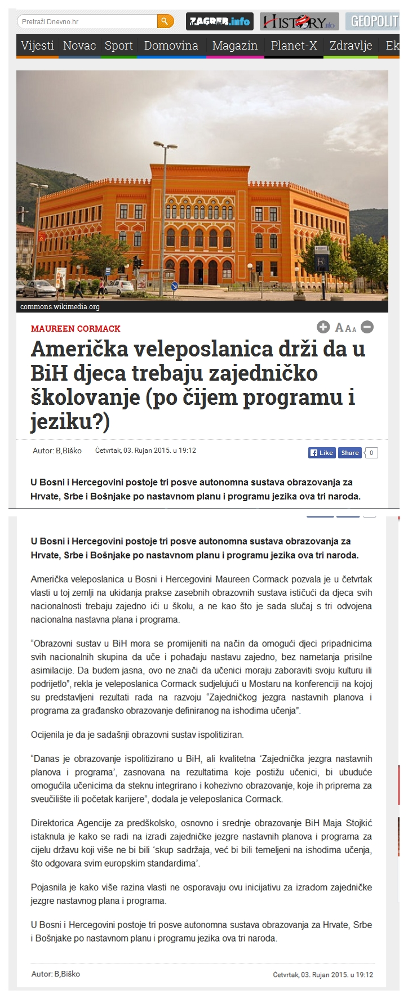 Pretraži Dnevno.hr
ZAGREB.info
HISTORY.info
GEOPOLIT
Vijesti Novac Sport Domovina Magazin Planet-X Zdravlje Ek
commons.wikimedia.org
MAUREEN CORMACK
A A A
Američka veleposlanica drži da u
BiH djeca trebaju zajedničko
školovanje (po čijem programu i
jeziku?)
Autor: B,Biško Četvrtak, 03. Rujan 2015. u 19:12
Like Share 0
U Bosni i Hercegovini postoje tri posve autonomna sustava obrazovanja za
Hrvate, Srbe i Bošnjake po nastavnom planu i programu jezika ova tri naroda.
U Bosni i Hercegovini postoje tri posve autonomna sustava obrazovanja za
Hrvate, Srbe i Bošnjake po nastavnom planu i programu jezika ova tri naroda.
Američka veleposlanica u Bosni i Hercegovini Maureen Cormack pozvala je u četvrtak
vlasti u toj zemlji na ukidanja prakse zasebnih obrazovnih sustava ističući da djeca svih
nacionalnosti trebaju zajedno ići u školu, a ne kao što je sada slučaj s tri odvojena
nacionalna nastavna plana i programa.
“Obrazovni sustav u BiH mora se promijeniti na način da omogući djeci pripadnicima
svih nacionalnih skupina da uče i pohađaju nastavu zajedno, bez nametanja prisilne
asimilacije. Da budem jasna, ovo ne znači da učenici moraju zaboraviti svoju kulturu ili
podrijetlo”, rekla je veleposlanica Cormack sudjelujući u Mostaru na konferenciji na kojoj
su predstavljeni rezultati rada na razvoju “Zajedničkog jezgra nastavnih planova i
programa za građansko obrazovanje definiranog na ishodima učenja”.
Ocijenila je da je sadašnji obrazovni sustav ispolitiziran.
“Danas je obrazovanje ispolitizirano u BiH, ali kvalitetna ‘Zajednička jezgra nastavnih
planova i programa’, zasnovana na rezultatima koje postižu učenici, bi ubuduće
omogućila učenicima da steknu integrirano i kohezivno obrazovanje, koje ih priprema za
sveučilište ili početak karijere”, dodala je veleposlanica Cormack.
Direktorica Agencije za predškolsko, osnovno i srednje obrazovanje BiH Maja Stojkić
istaknula je kako se radi na izradi zajedničke jezgre nastavnih planova i programa za
cijelu državu koji više ne bi bili ‘skup sadržaja, već bi bili temeljeni na ishodima učenja,
što odgovara svim europskim standardima’.
Pojasnila je kako više razina vlasti ne osporavaju ovu inicijativu za izradom zajedničke
jezgre nastavnog plana i programa.
U Bosni i Hercegovini postoje tri posve autonomna sustava obrazovanja za Hrvate, Srbe
i Bošnjake po nastavnom planu i programu jezika ova tri naroda.
Autor: B,Biško Četvrtak, 03. Rujan 2015. u 19:12